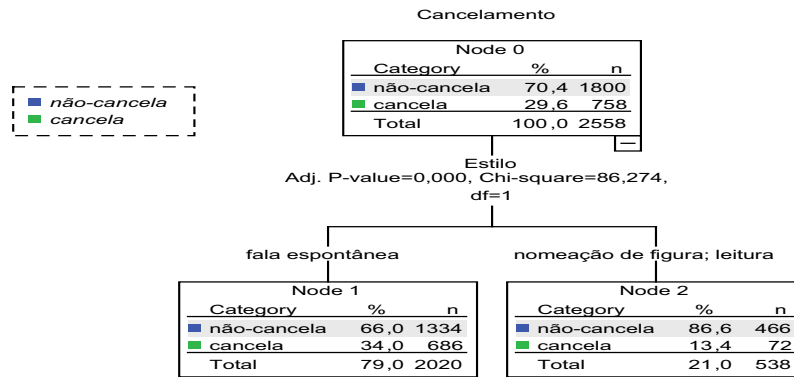 Cancelamento
Node 0
Category % n
não-cancela 70,4 1800
cancela 29,6 758
Total 100,0 2558
não-cancela
cancela
Estilo
Adj. P-value=0,000, Chi-square=86,274,
df=1
fala espontânea
nomeação de figura; leitura
Node 1
Category % n
não-cancela 66,0 1334
cancela 34,0 686
Total 79,0 2020
Node 2
Category % n
não-cancela 86,6 466
cancela 13,4 72
Total 21,0 538